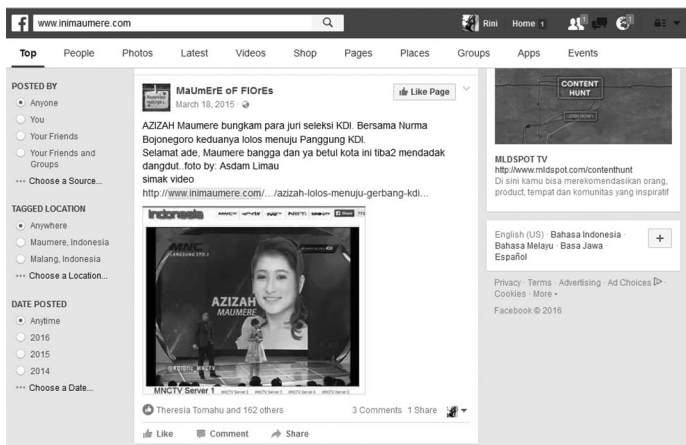 www.inimaumere.com
Rini
Home 1
1
1
Top People Photos Latest Videos Shop Pages Places Groups Apps Events
POSTED BY
Anyone
You
Your Friends
Your Friends and
Groups
Choose a Source...
TAGGED LOCATION
Anywhere
Maumere, Indonesia
Malang, Indonesia
Choose a Location...
DATE POSTED
Anytime
2016
2015
2014
Choose a Date...
MaUmErE oF FlOrEs
March 18, 2015
Like Page
AZIZAH Maumere bungkam para juri seleksi KDI. Bersama Nurma
Bojonegoro keduanya lolos menuju Panggung KDI.
Selamat ade, Maumere bangga dan ya betul kota ini tiba2 mendadak
dangdut..foto by: Asdam Limau
simak video
http://www.inimaumere.com/…/azizah-lolos-menuju-gerbang-kdi…
Indonesia
MNC
LANGSUNG STD.3
AZIZAH
MAUMERE
MNCTV Server 1
Theresia Tomahu and 162 others
3 Comments 1 Share
Like Comment Share
CONTENT
HUNT
MLDSPOT TV
http://www.mldspot.com/contenthunt
Di sini kamu bisa merekomendasikan orang,
product, tempat dan komunitas yang inspiratif
English (US) · Bahasa Indonesia ·
Bahasa Melayu · Basa Jawa ·
Español
Privacy · Terms · Advertising · Ad Choices ·
Cookies · More
Facebook © 2016